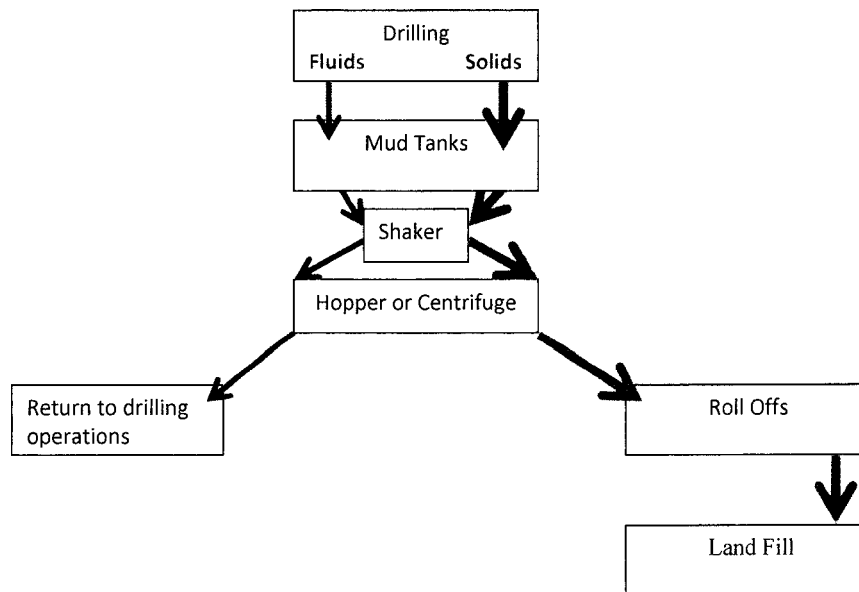 Drilling
Fluids Solids
Mud Tanks
Shaker
Hopper or Centrifuge
Return to drilling
operations
Roll Offs
Land Fill